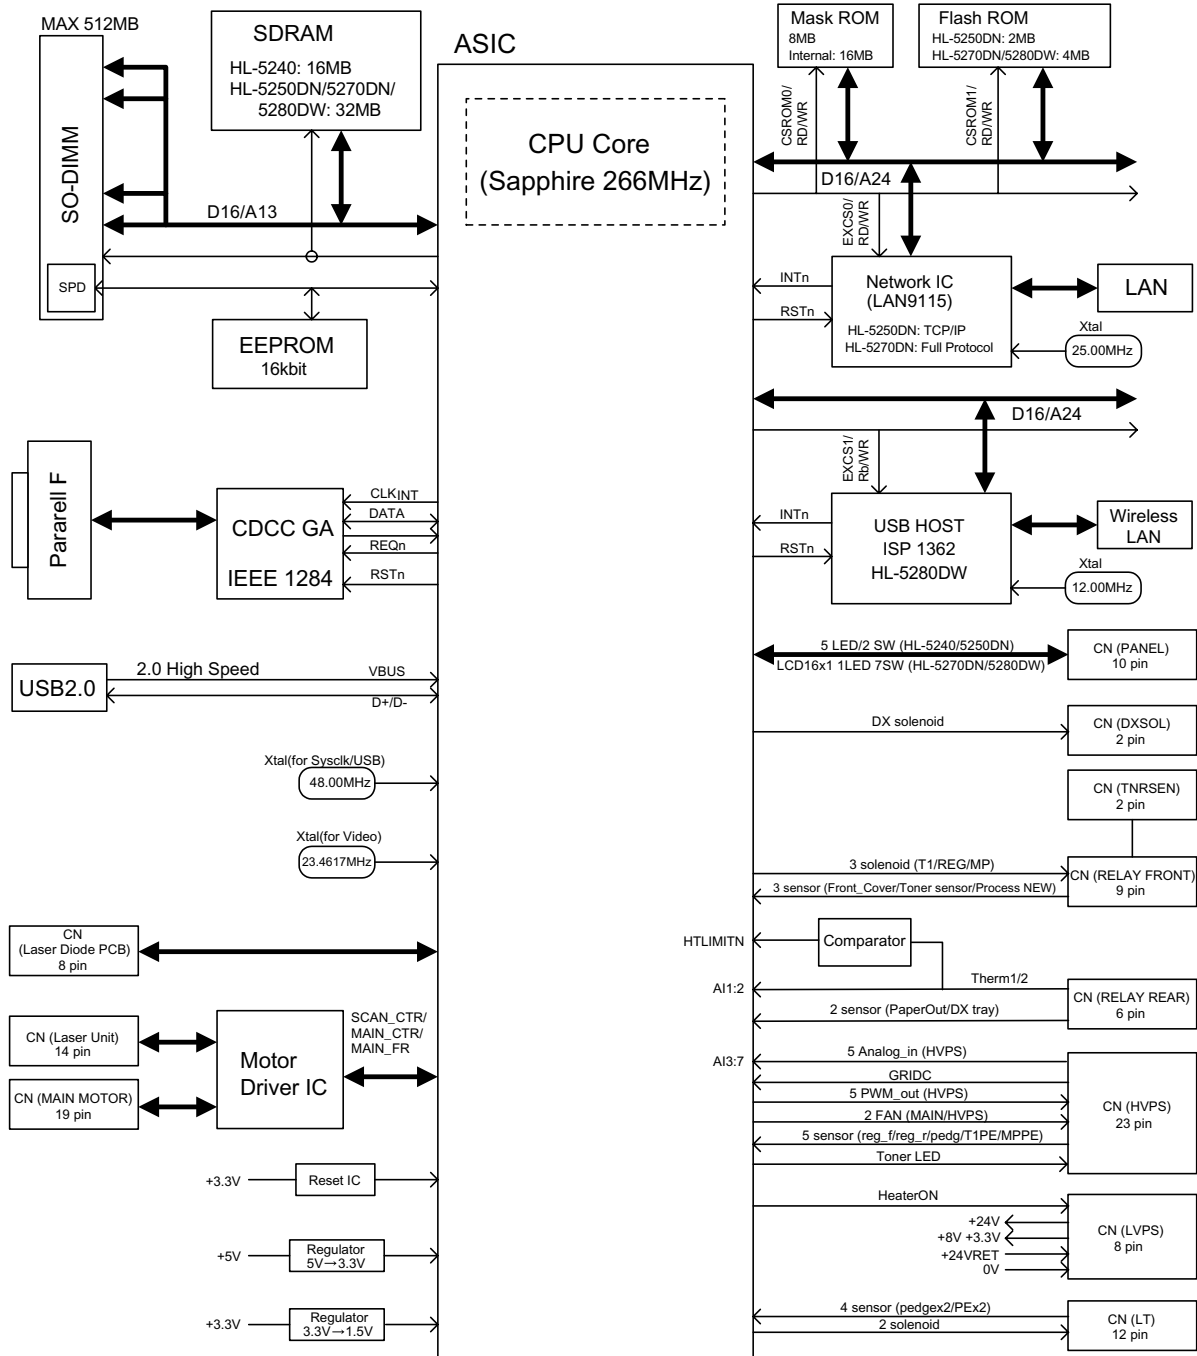 MAX 512MB
SO-DIMM
SPD
SDRAM
HL-5240: 16MB
HL-5250DN/5270DN/
5280DW: 32MB
D16/A13
EEPROM
16kbit
ASIC
CPU Core
(Sapphire 266MHz)
Mask ROM
8MB
Internal: 16MB
Flash ROM
HL-5250DN: 2MB
HL-5270DN/5280DW: 4MB
CSROM0/
RD/WR
CSROM1/
RD/WR
D16/A24
EXCS0/
RD/WR
INTn
RSTn
Network IC
(LAN9115)
HL-5250DN: TCP/IP
HL-5270DN: Full Protocol
LAN
Xtal
25.00MHz
D16/A24
EXCS1/
Rb/WR
INTn
RSTn
USB HOST
ISP 1362
HL-5280DW
Wireless
LAN
Xtal
12.00MHz
Pararell F
CDCC GA
IEEE 1284
CLKINT
DATA
REQn
RSTn
USB2.0
2.0 High Speed
VBUS
D+/D-
Xtal(for Sysclk/USB)
48.00MHz
Xtal(for Video)
23.4617MHz
CN
(Laser Diode PCB)
8 pin
CN (Laser Unit)
14 pin
CN (MAIN MOTOR)
19 pin
Motor
Driver IC
SCAN_CTR/
MAIN_CTR/
MAIN_FR
+3.3V
Reset IC
+5V
Regulator
5V→3.3V
+3.3V
Regulator
3.3V→1.5V
5 LED/2 SW (HL-5240/5250DN)
LCD16x1 1LED 7SW (HL-5270DN/5280DW)
CN (PANEL)
10 pin
DX solenoid
CN (DXSOL)
2 pin
CN (TNRSEN)
2 pin
3 solenoid (T1/REG/MP)
3 sensor (Front_Cover/Toner sensor/Process NEW)
CN (RELAY FRONT)
9 pin
HTLIMITN
Comparator
AI1:2
Therm1/2
2 sensor (PaperOut/DX tray)
CN (RELAY REAR)
6 pin
AI3:7
5 Analog_in (HVPS)
GRIDC
5 PWM_out (HVPS)
2 FAN (MAIN/HVPS)
5 sensor (reg_f/reg_r/pedg/T1PE/MPPE)
Toner LED
CN (HVPS)
23 pin
HeaterON
+24V
+8V +3.3V
+24VRET
0V
CN (LVPS)
8 pin
4 sensor (pedgex2/PEx2)
2 solenoid
CN (LT)
12 pin